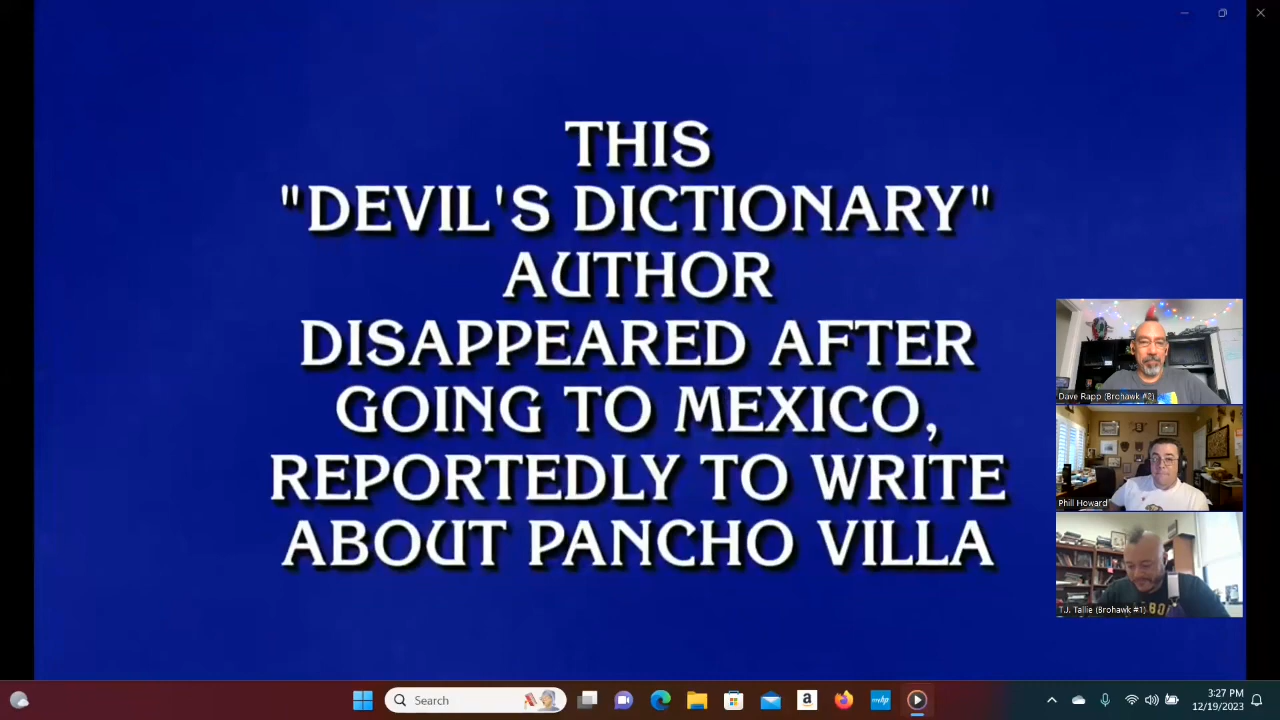 THIS
"DEVIL'S DICTIONARY"
AUTHOR
DISAPPEARED AFTER
GOING TO MEXICO,
REPORTEDLY TO WRITE
ABOUT PANCHO VILLA
Dave Rapp (Brohawk #2)
Phill Howard
T.J. Tallie (Brohawk #1)
Search
a
myhp
3:27 PM
12/19/2023